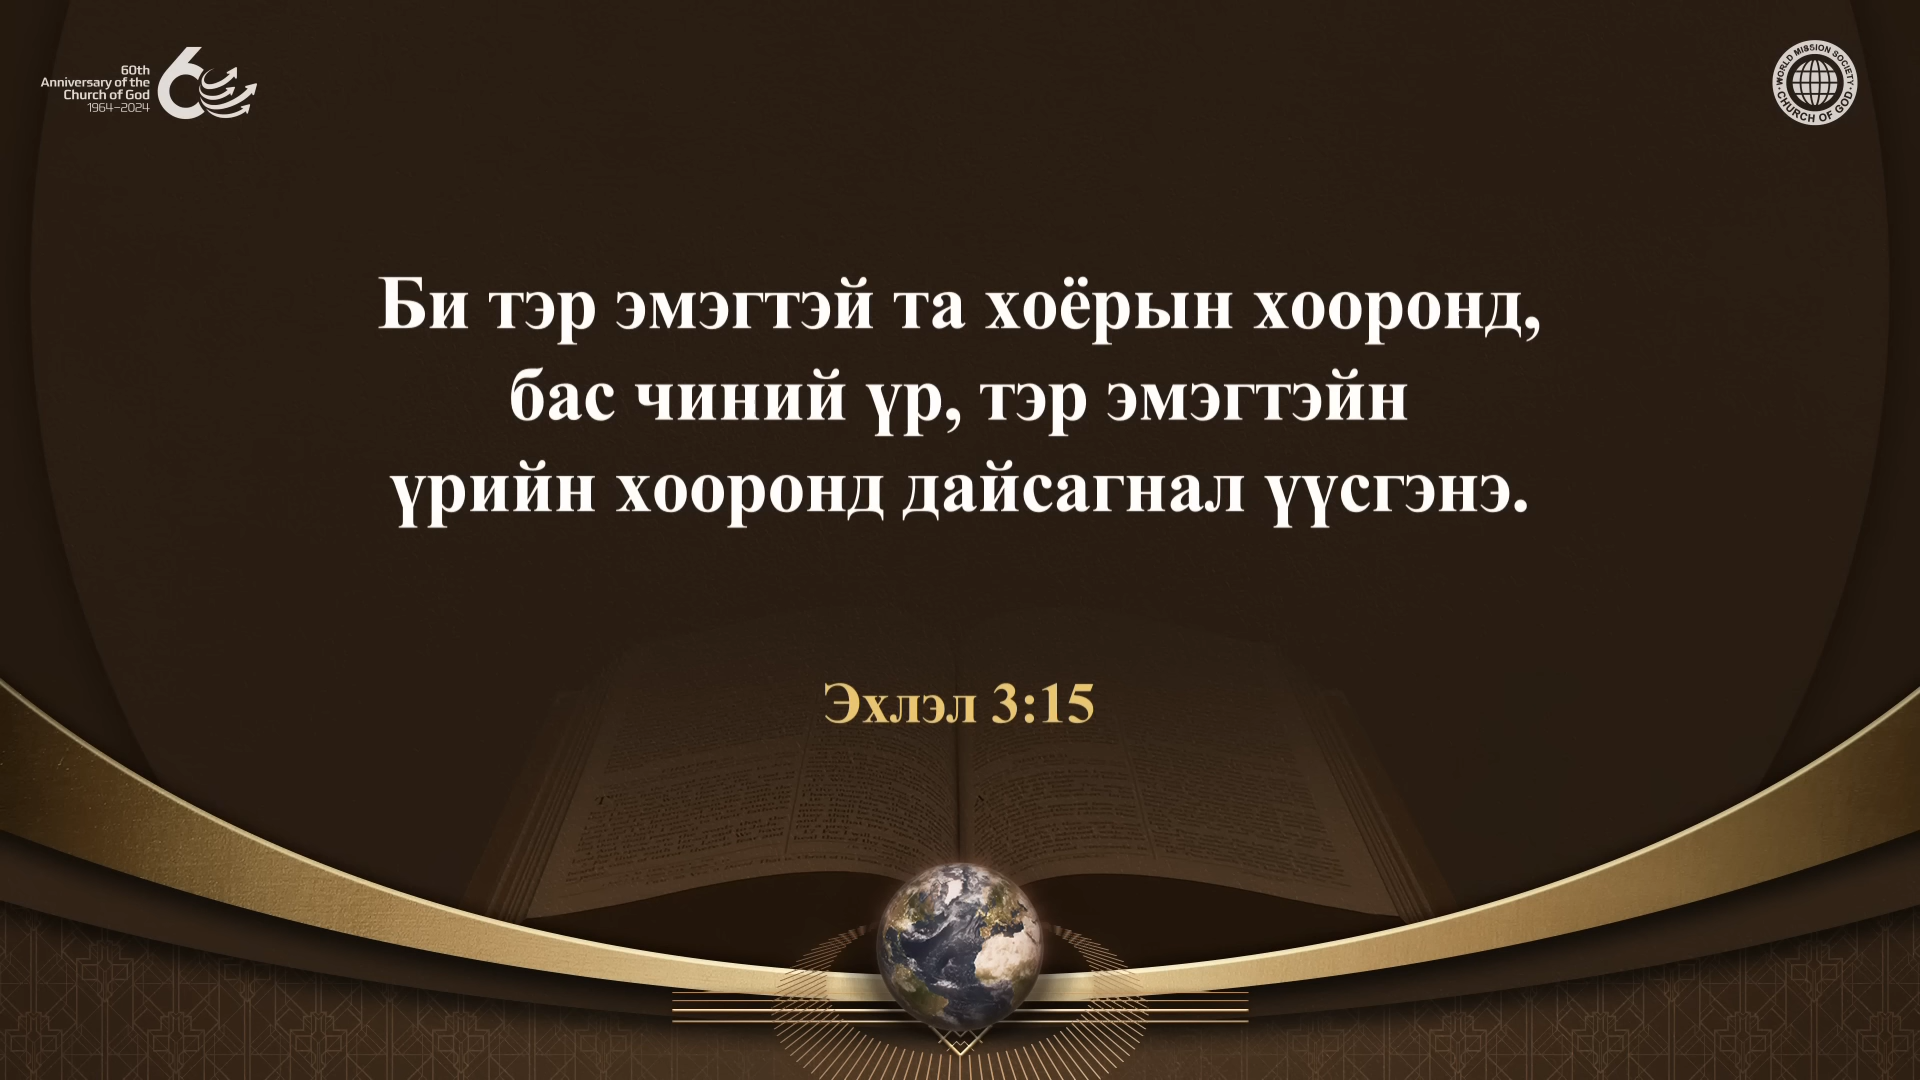 60th
Anniversary of the
Church of God
1964–2024
WORLD MISSION SOCIETY
CHURCH OF GOD
Би тэр эмэгтэй та хоёрын хооронд,
бас чиний үр, тэр эмэгтэйн
үрийн хооронд дайсагнал үүсгэнэ.
Эхлэл 3:15